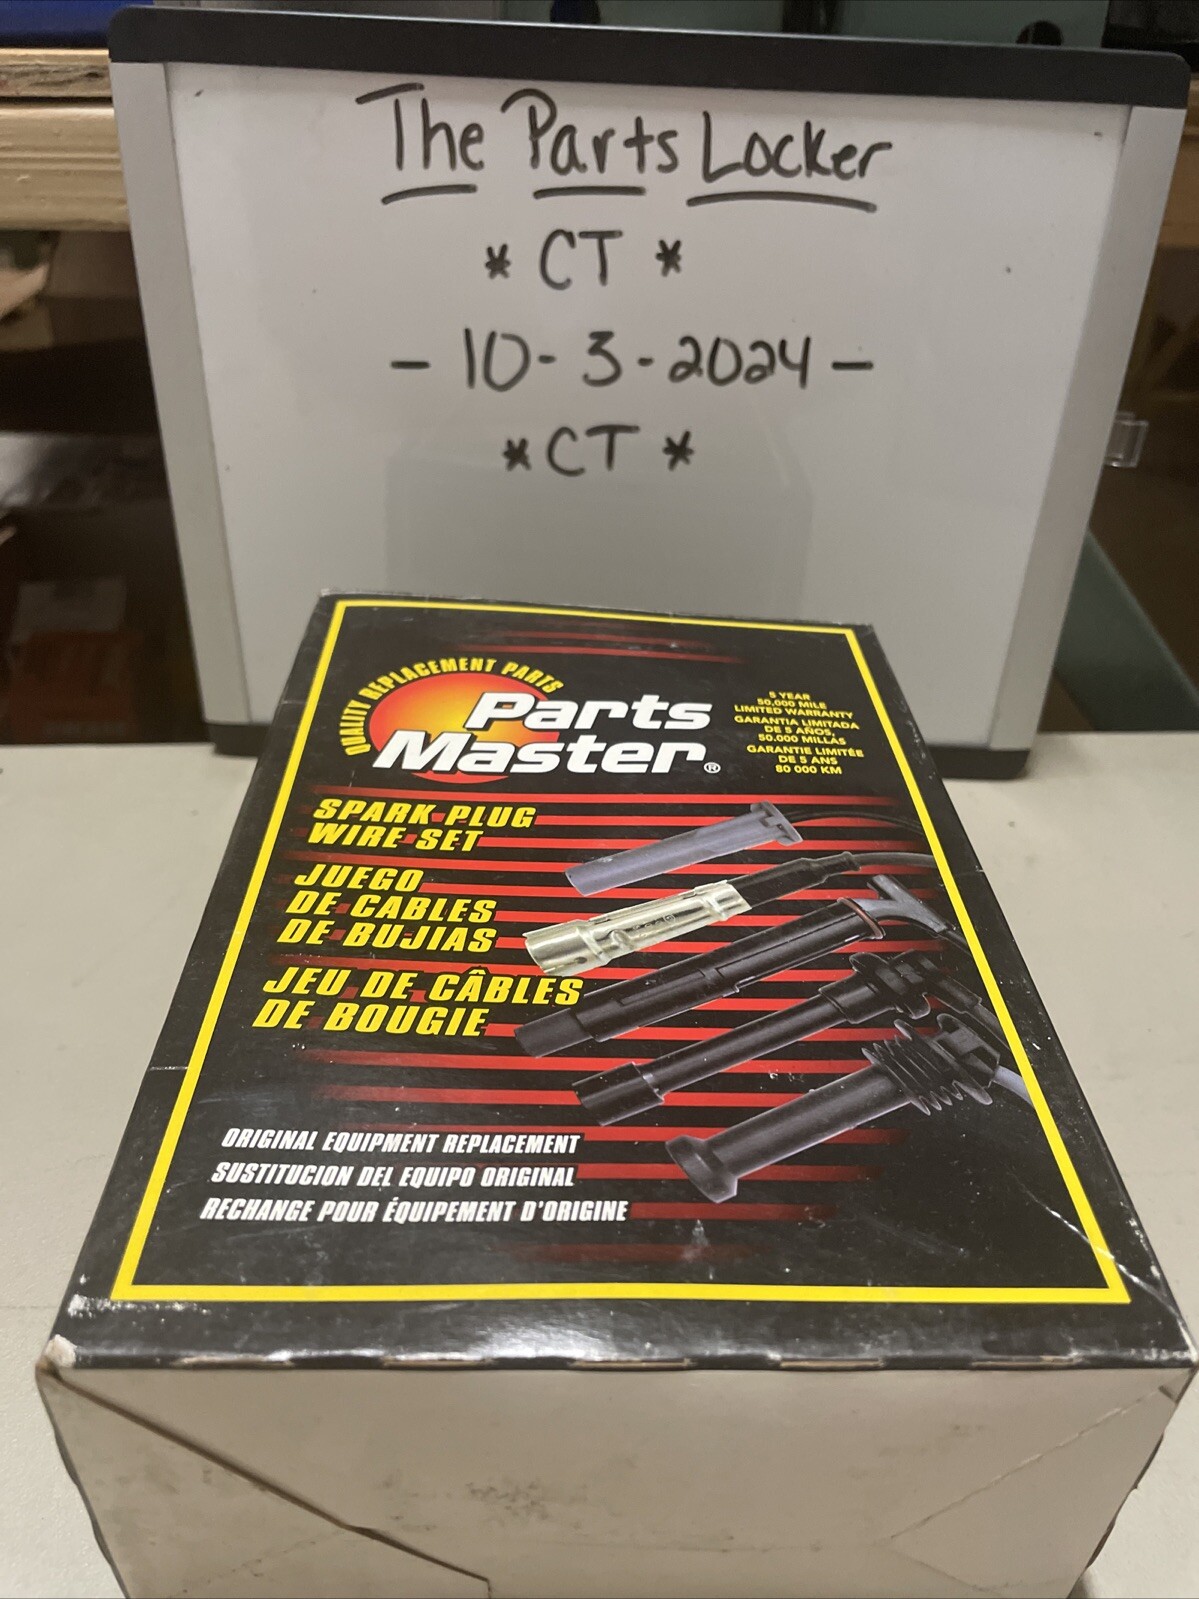 The Parts Locker
* CT *
- 10-3-2024 -
* CT *
QUALITY REPLACEMENT PARTS
Parts
Master®
5 YEAR
50,000 MILE
LIMITED WARRANTY
GARANTIA LIMITADA
DE 5 AÑOS,
50.000 MILLAS
GARANTIE LIMITÉE
DE 5 ANS
80 000 KM
SPARK PLUG
WIRE SET
JUEGO
DE CABLES
DE BUJIAS
JEU DE CÂBLES
DE BOUGIE
ORIGINAL EQUIPMENT REPLACEMENT
SUSTITUCION DEL EQUIPO ORIGINAL
RECHANGE POUR ÉQUIPEMENT D'ORIGINE